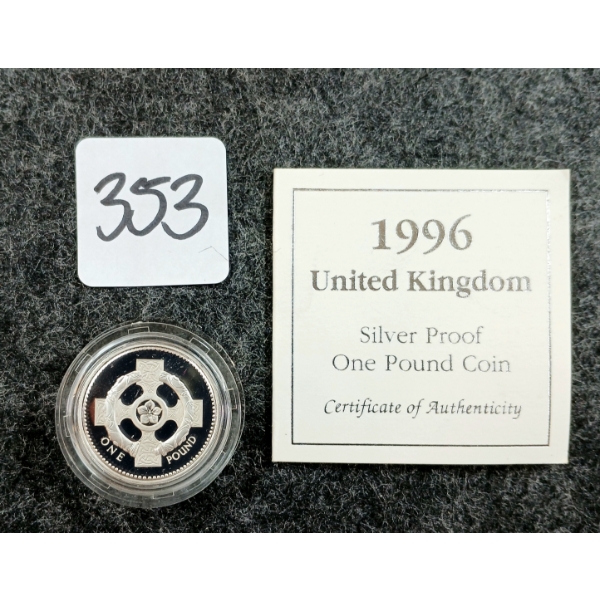 353
1996
United Kingdom
Silver Proof
One Pound Coin
Certificate of Authenticity
ONE POUND